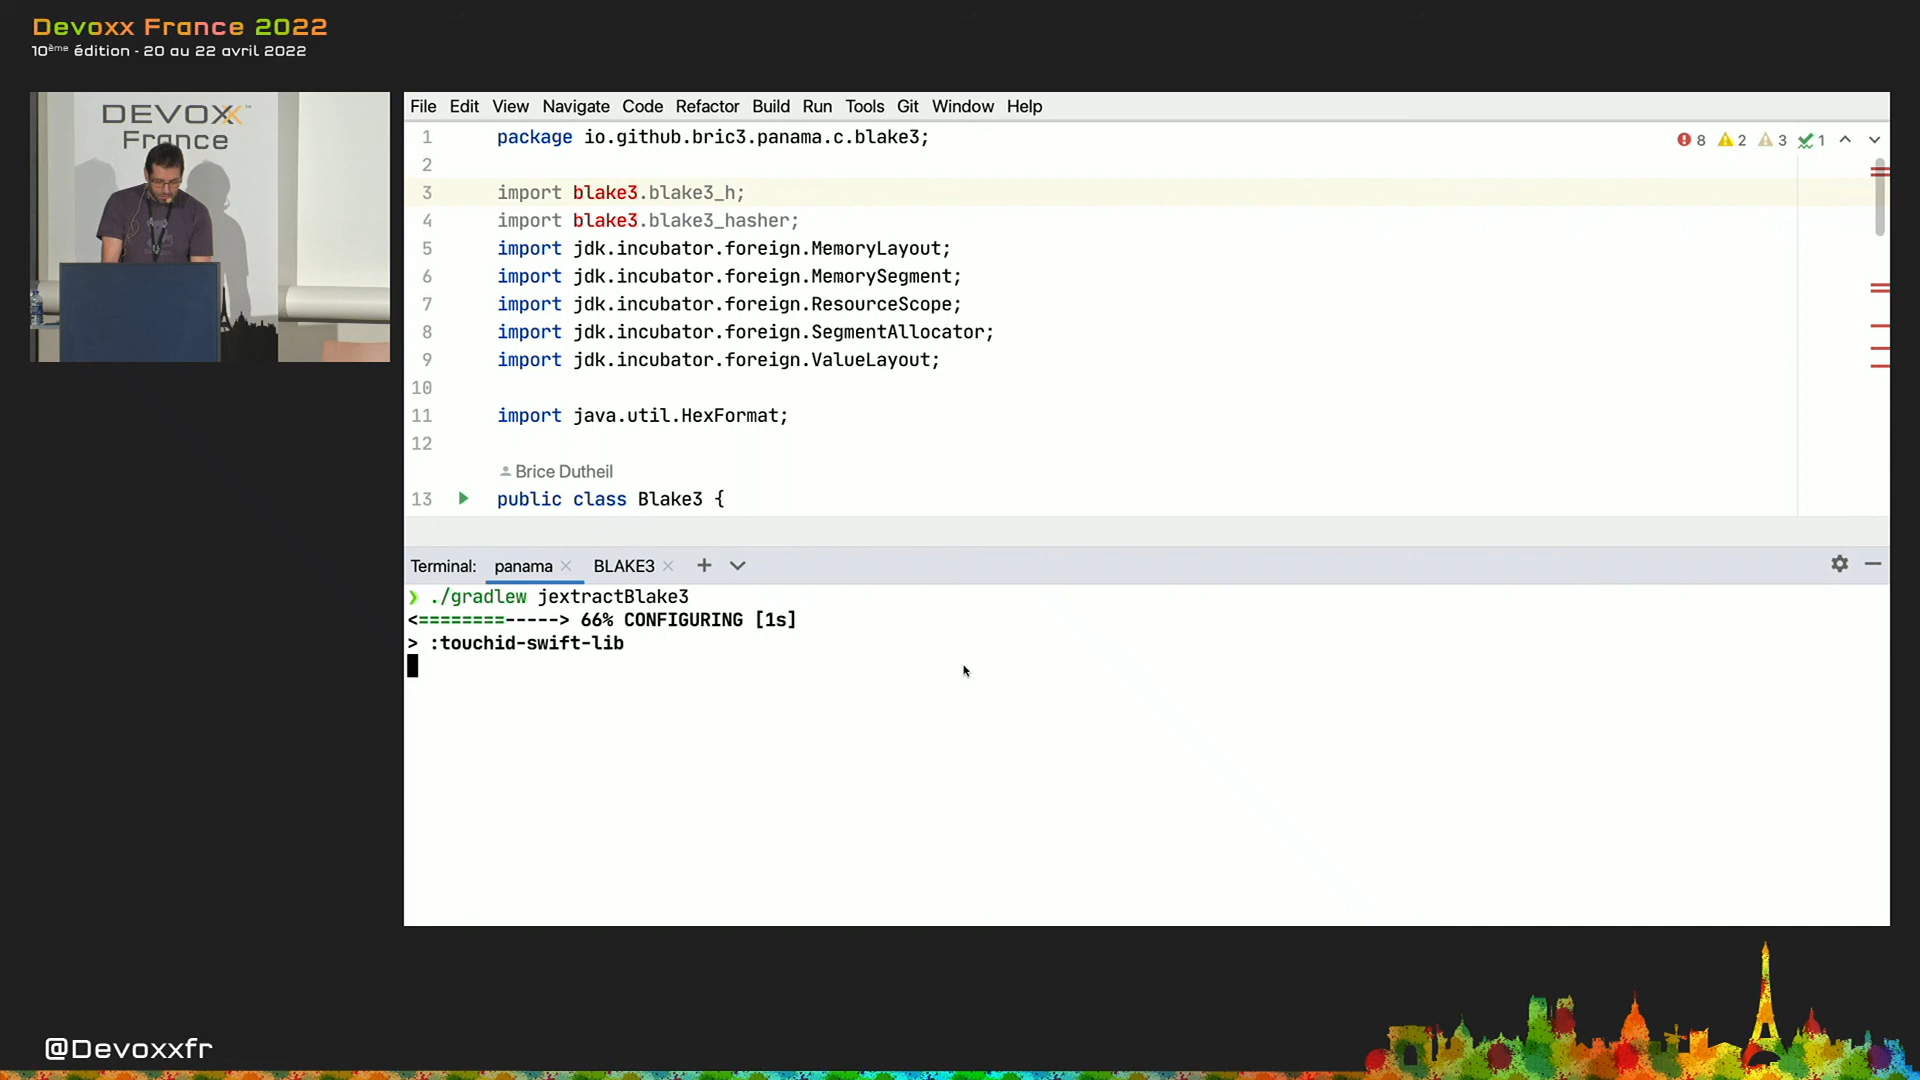 Devoxx France 2022
10ème édition - 20 au 22 avril 2022
DEVOXX™
France
File Edit View Navigate Code Refactor Build Run Tools Git Window Help
1 package io.github.bric3.panama.c.blake3;
8 2 3 1
2
3 import blake3.blake3_h;
4 import blake3.blake3_hasher;
5 import jdk.incubator.foreign.MemoryLayout;
6 import jdk.incubator.foreign.MemorySegment;
7 import jdk.incubator.foreign.ResourceScope;
8 import jdk.incubator.foreign.SegmentAllocator;
9 import jdk.incubator.foreign.ValueLayout;
10
11 import java.util.HexFormat;
12
Brice Dutheil
13 public class Blake3 {
Terminal: panama × BLAKE3 × +
❯ ./gradlew jextractBlake3
<========-----> 66% CONFIGURING [1s]
> :touchid-swift-lib
@Devoxxfr